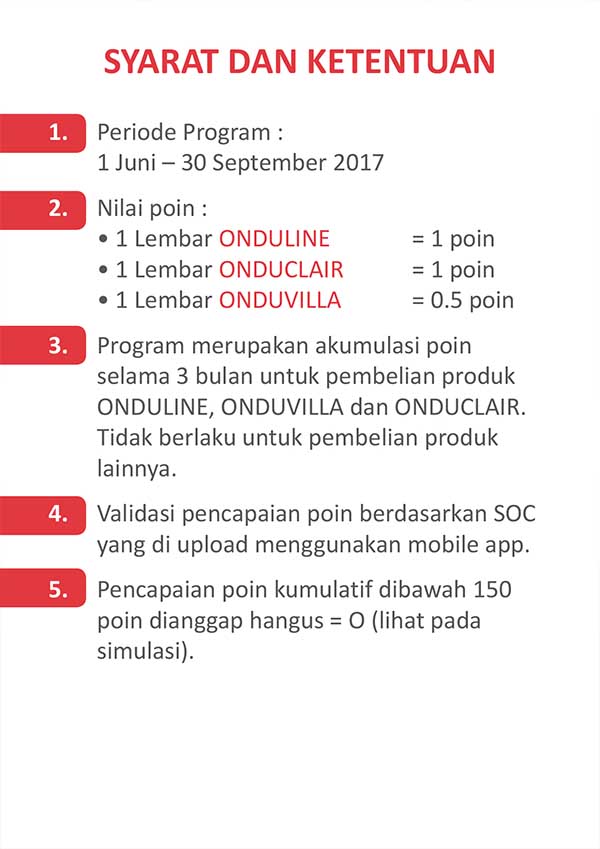 SYARAT DAN KETENTUAN
1. Periode Program :
1 Juni – 30 September 2017
2. Nilai poin :
• 1 Lembar ONDULINE = 1 poin
• 1 Lembar ONDUCLAIR = 1 poin
• 1 Lembar ONDUVILLA = 0.5 poin
3. Program merupakan akumulasi poin
selama 3 bulan untuk pembelian produk
ONDULINE, ONDUVILLA dan ONDUCLAIR.
Tidak berlaku untuk pembelian produk
lainnya.
4. Validasi pencapaian poin berdasarkan SOC
yang di upload menggunakan mobile app.
5. Pencapaian poin kumulatif dibawah 150
poin dianggap hangus = O (lihat pada
simulasi).